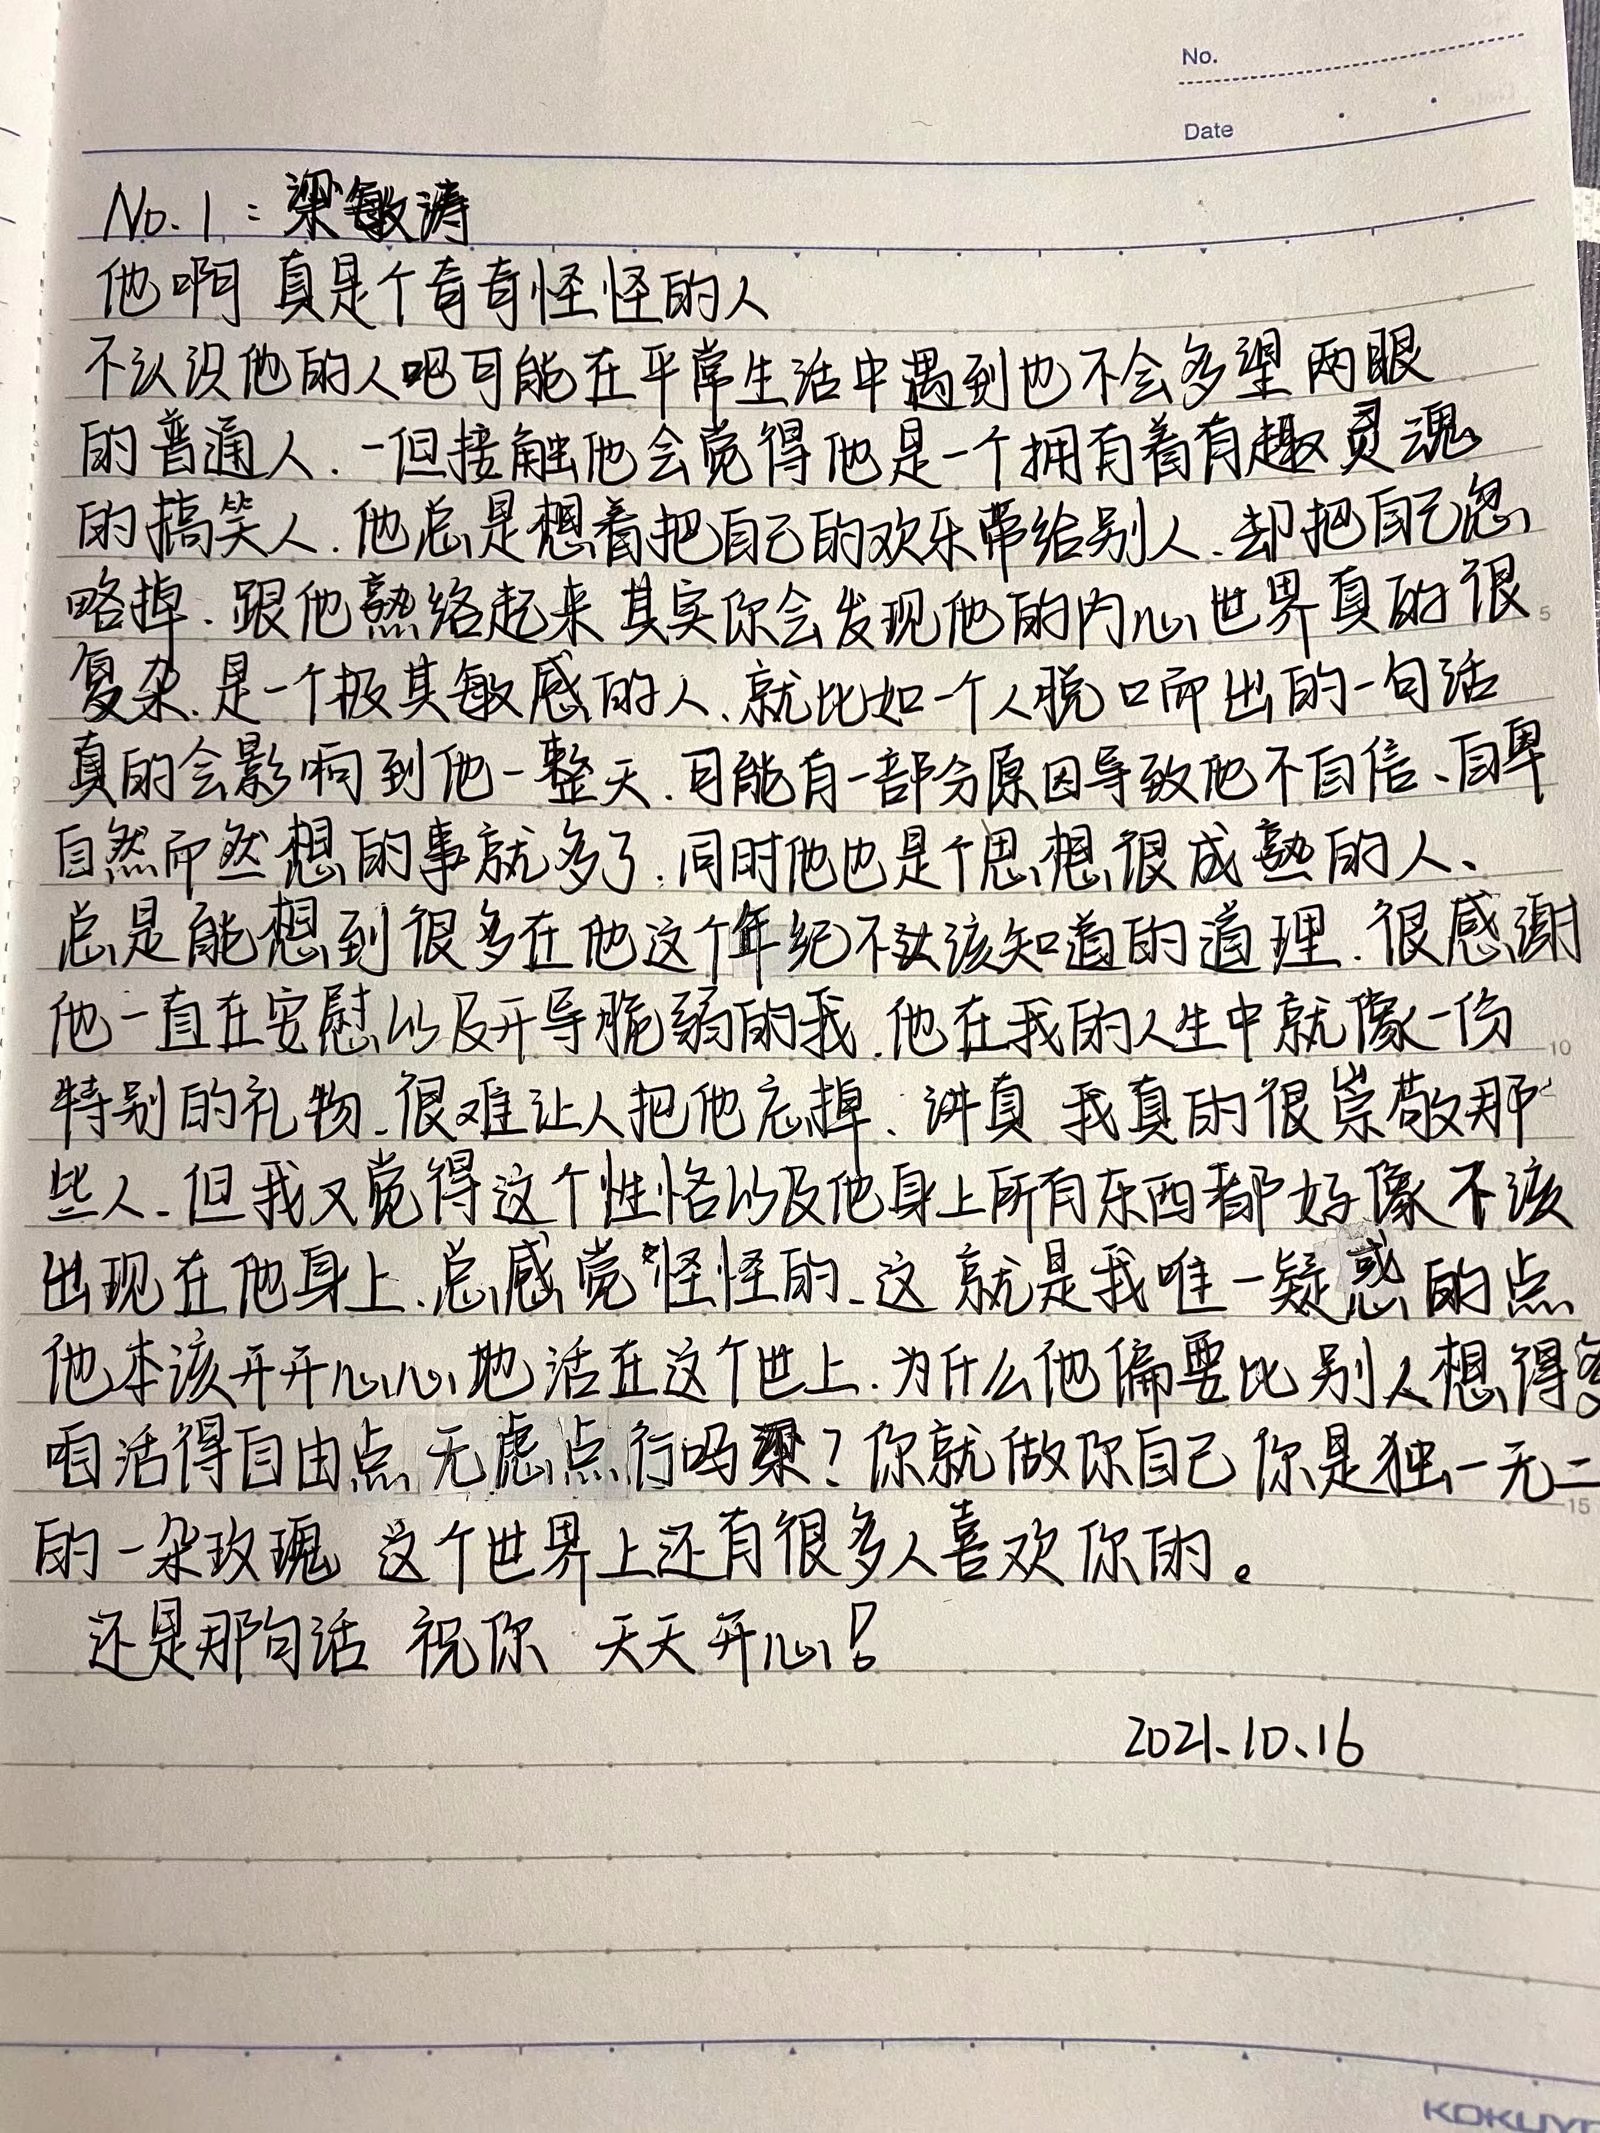 No.
Date
No.1：梁敏涛
他啊 真是个奇奇怪怪的人
不认识他的人吧可能在平常生活中遇到也不会多望两眼
的普通人.一但接触他会觉得他是一个拥有着有趣灵魂
的搞笑人.他总是想着把自己的欢乐带给别人、却把自己忽
略掉.跟他熟络起来 其实你会发现他的内心世界真的很
复杂.是一个极其敏感的人、就比如一个人脱口而出的一句话
真的会影响到他一整天.可能有一部分原因导致他不自信、自卑
自然而然想的事就多了.同时他也是个思想很成熟的人、
总是能想到很多在他这个年纪不该知道的道理.很感谢
他一直在安慰以及开导脆弱的我.他在我的人生中就像一份
特别的礼物、很难让人把他忘掉.讲真 我真的很崇敬那
些人、但我又觉得这个性格以及他身上所有东西都好像不该
出现在他身上、总感觉怪怪的、这就是我唯一疑惑的点
他本该开开心心地活在这个世上.为什么他偏要比别人想得多
咱活得自由点 无虑点行吗梁？你就做你自己 你是独一无二
的一朵玫瑰 这个世界上还有很多人喜欢你的。
还是那句话 祝你 天天开心！
2021.10.16
5
10
15